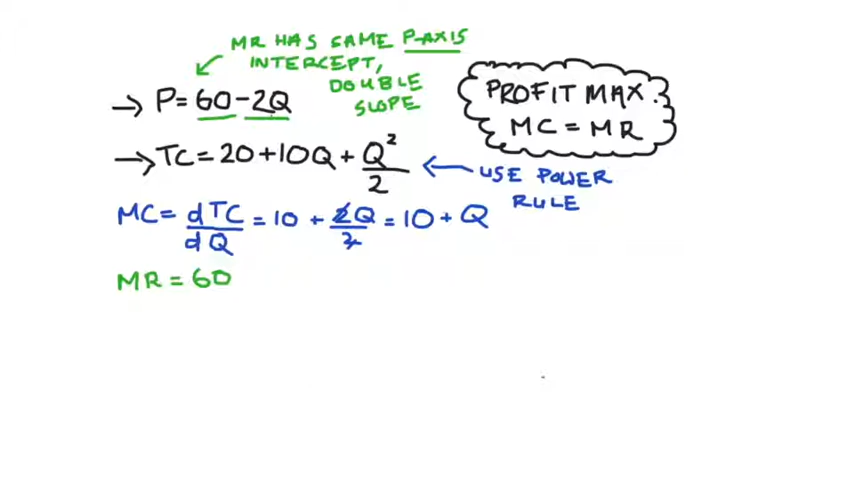 MR HAS SAME P-AXIS
INTERCEPT,
DOUBLE
SLOPE
→ P = 60 - 2Q
PROFIT MAX.
MC = MR
→ TC = 20 + 10Q + Q²/2
← USE POWER
RULE
MC = dTC/dQ = 10 + 2Q/2 = 10 + Q
MR = 60